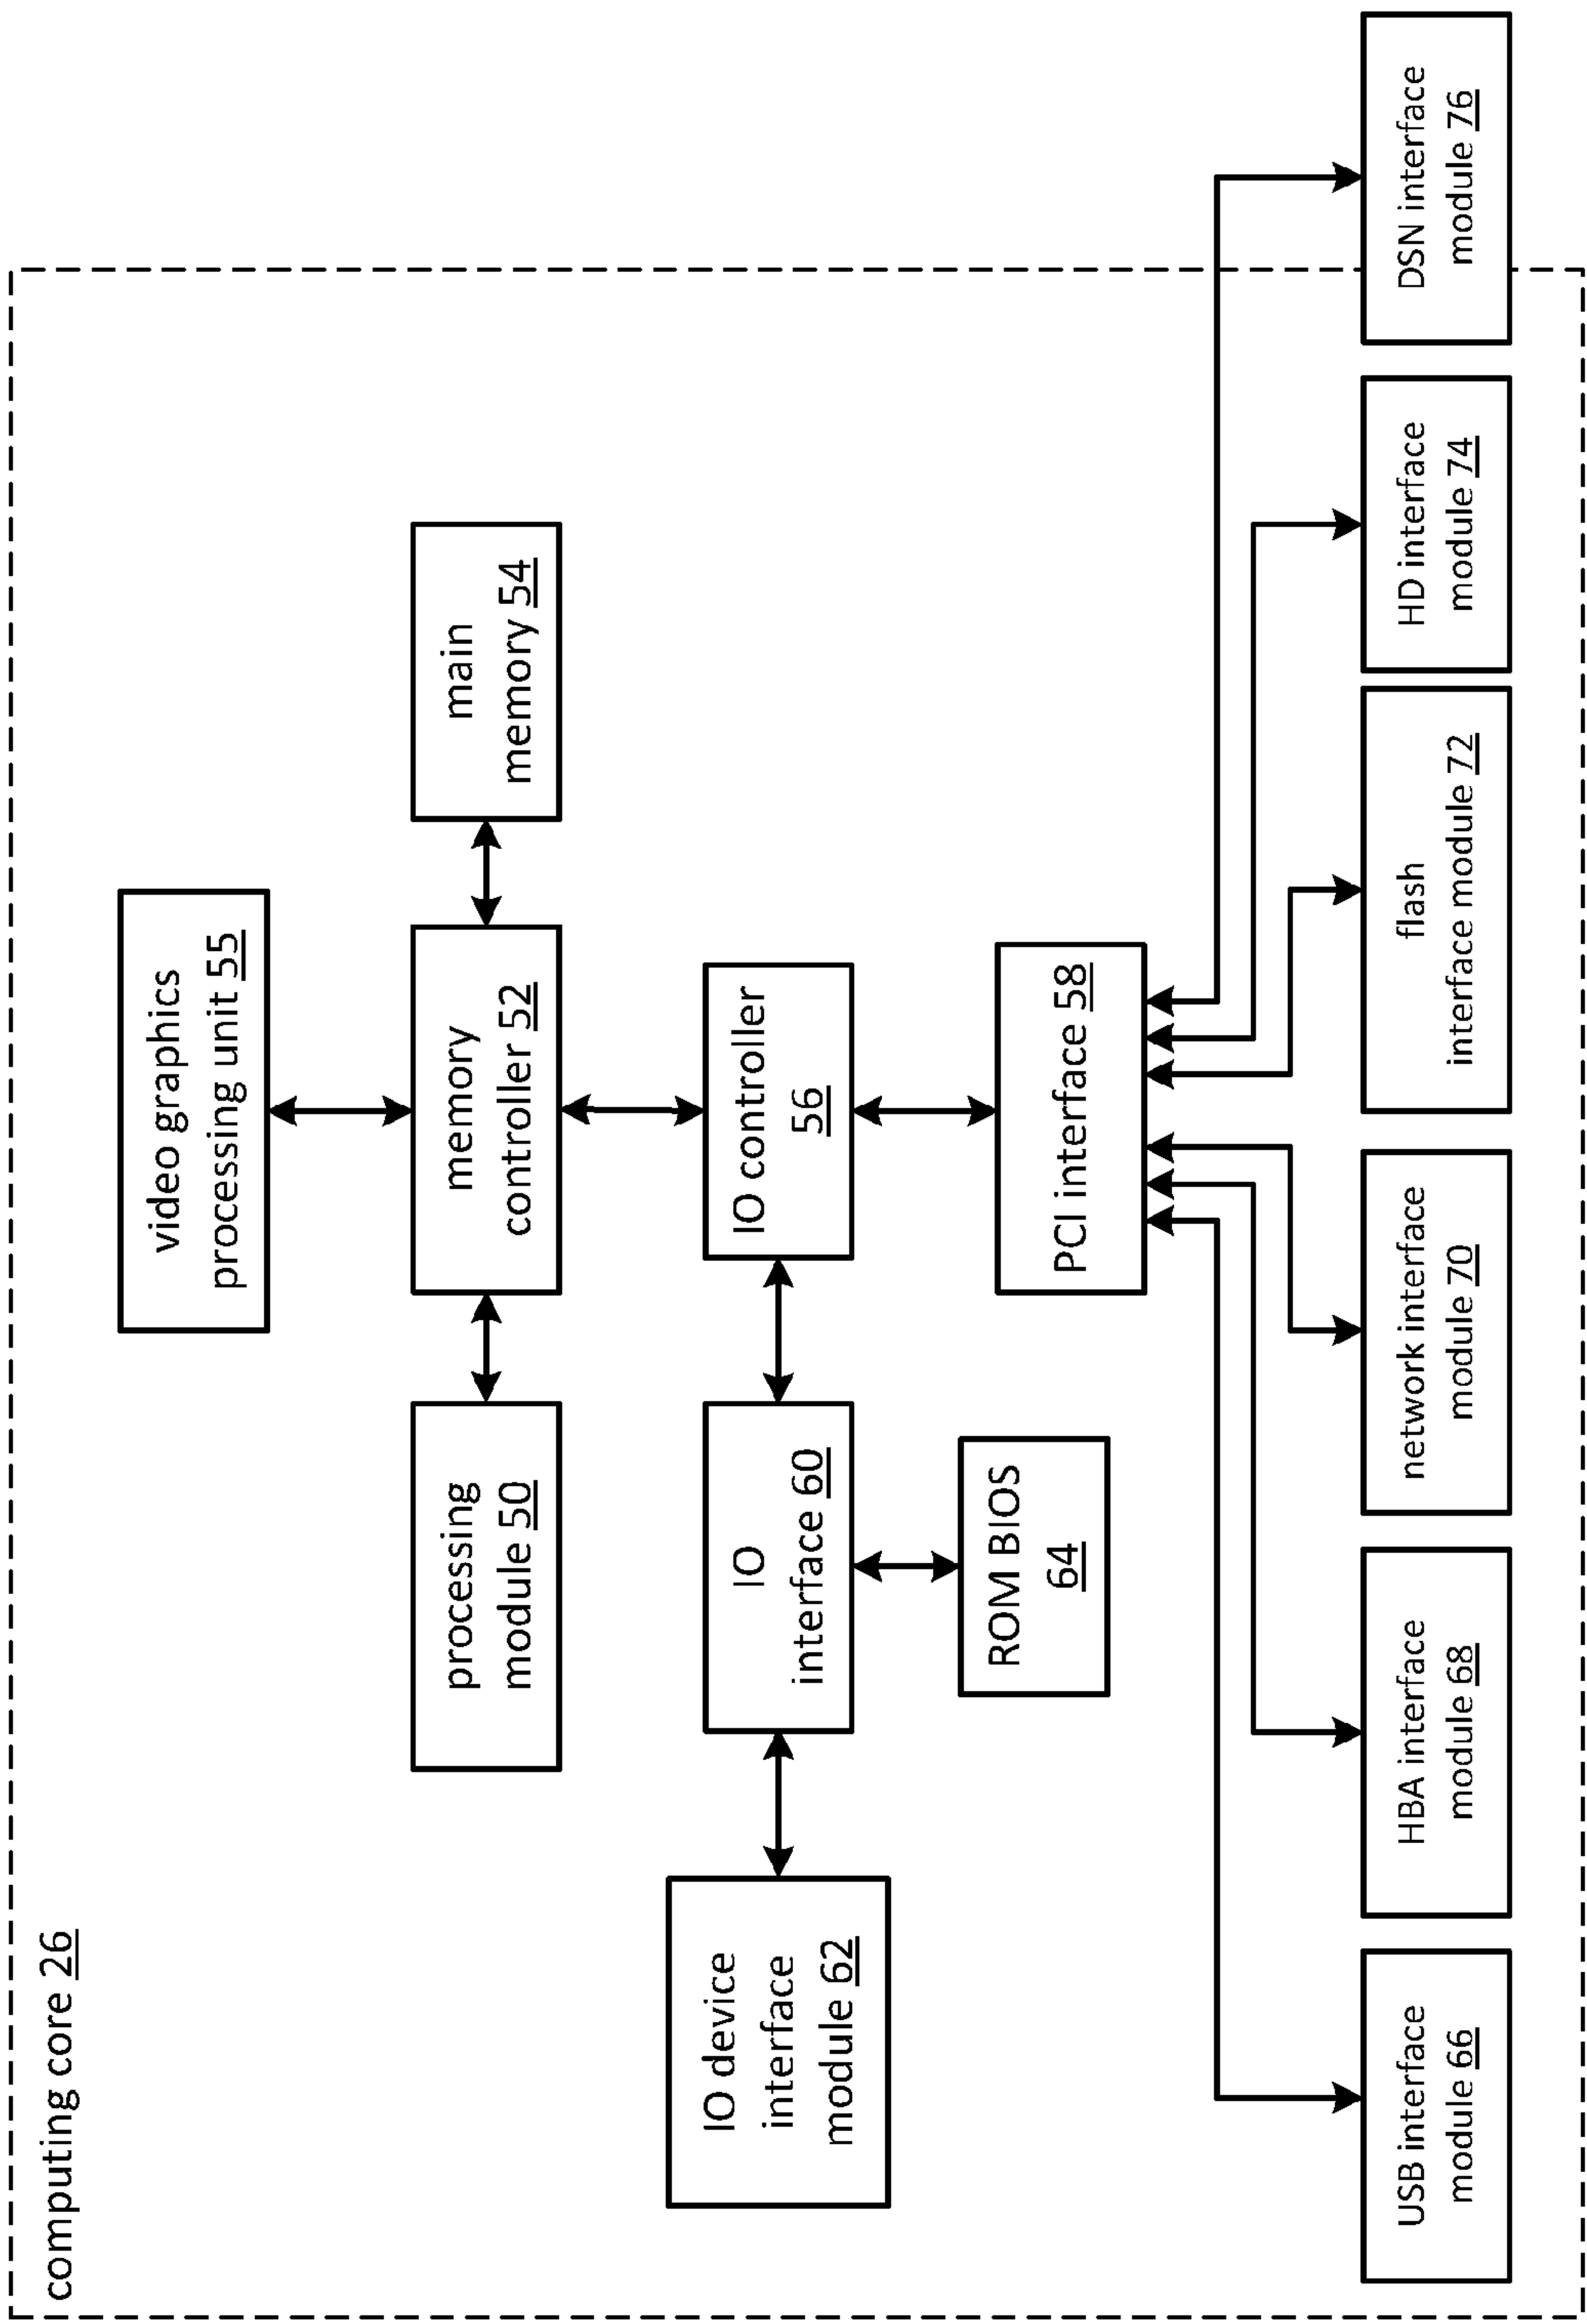 computing core 26
video graphics
processing unit 55
processing
module 50
memory
controller 52
main
memory 54
IO device
interface
module 62
IO
interface 60
IO controller
56
ROM BIOS
64
PCI interface 58
USB interface
module 66
HBA interface
module 68
network interface
module 70
flash
interface module 72
HD interface
module 74
DSN interface
module 76